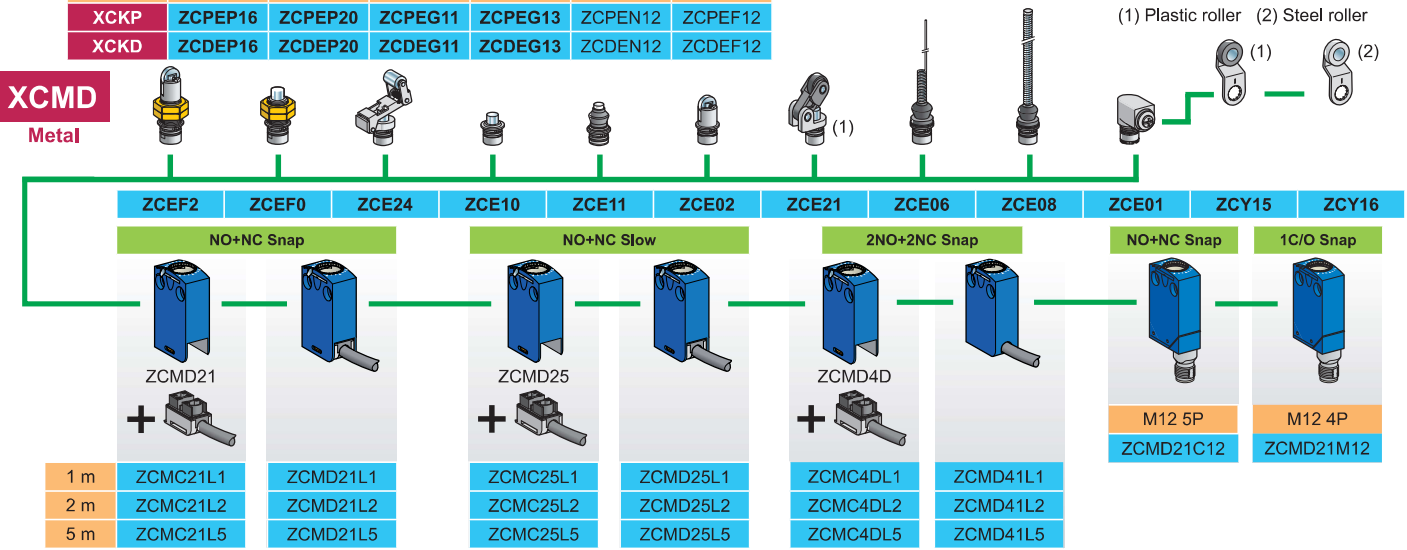 XCKP ZCPEP16 ZCPEP20 ZCPEG11 ZCPEG13 ZCPEN12 ZCPEF12
XCKD ZCDEP16 ZCDEP20 ZCDEG11 ZCDEG13 ZCDEN12 ZCDEF12
(1) Plastic roller (2) Steel roller
(1) (2)
XCMD
Metal
(1)
ZCEF2 ZCEF0 ZCE24 ZCE10 ZCE11 ZCE02 ZCE21 ZCE06 ZCE08 ZCE01 ZCY15 ZCY16
NO+NC Snap NO+NC Slow 2NO+2NC Snap NO+NC Snap 1C/O Snap
ZCMD21 ZCMD25 ZCMD4D
+ + +
M12 5P M12 4P
ZCMD21C12 ZCMD21M12
1 m ZCMC21L1 ZCMD21L1 ZCMC25L1 ZCMD25L1 ZCMC4DL1 ZCMD41L1
2 m ZCMC21L2 ZCMD21L2 ZCMC25L2 ZCMD25L2 ZCMC4DL2 ZCMD41L2
5 m ZCMC21L5 ZCMD21L5 ZCMC25L5 ZCMD25L5 ZCMC4DL5 ZCMD41L5